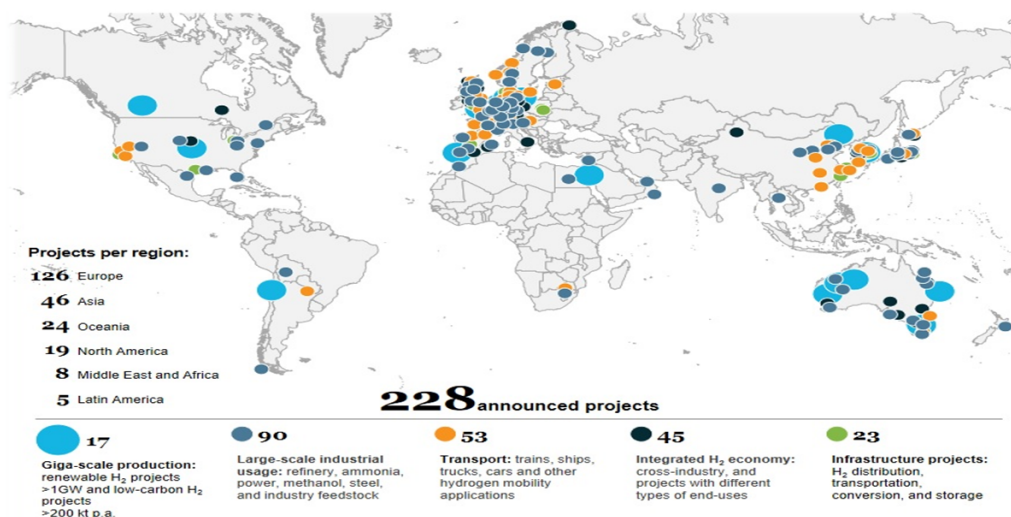 Projects per region:
126 Europe
46 Asia
24 Oceania
19 North America
8 Middle East and Africa
5 Latin America
228 announced projects
17
Giga-scale production:
renewable H₂ projects
>1GW and low-carbon H₂
projects
>200 kt p.a.
90
Large-scale industrial
usage: refinery, ammonia,
power, methanol, steel,
and industry feedstock
53
Transport: trains, ships,
trucks, cars and other
hydrogen mobility
applications
45
Integrated H₂ economy:
cross-industry, and
projects with different
types of end-uses
23
Infrastructure projects:
H₂ distribution,
transportation,
conversion, and storage